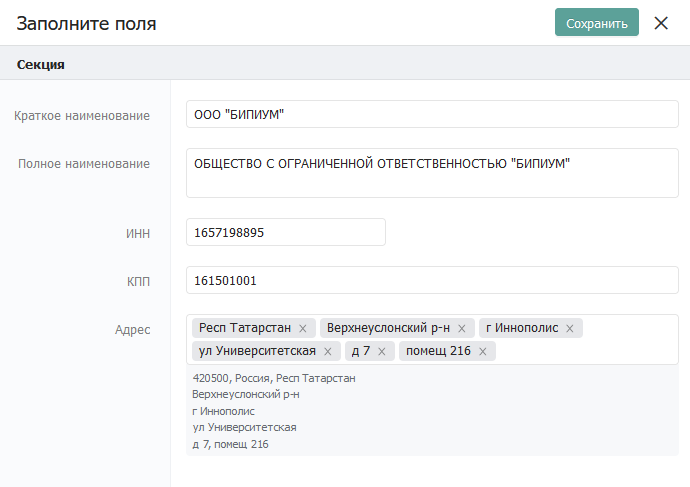 Заполните поля
Сохранить
Секция
Краткое наименование
ООО "БИПИУМ"
Полное наименование
ОБЩЕСТВО С ОГРАНИЧЕННОЙ ОТВЕТСТВЕННОСТЬЮ "БИПИУМ"
ИНН
1657198895
КПП
161501001
Адрес
Респ Татарстан × Верхнеуслонский р-н × г Иннополис ×
ул Университетская × д 7 × помещ 216 ×
420500, Россия, Респ Татарстан
Верхнеуслонский р-н
г Иннополис
ул Университетская
д 7, помещ 216